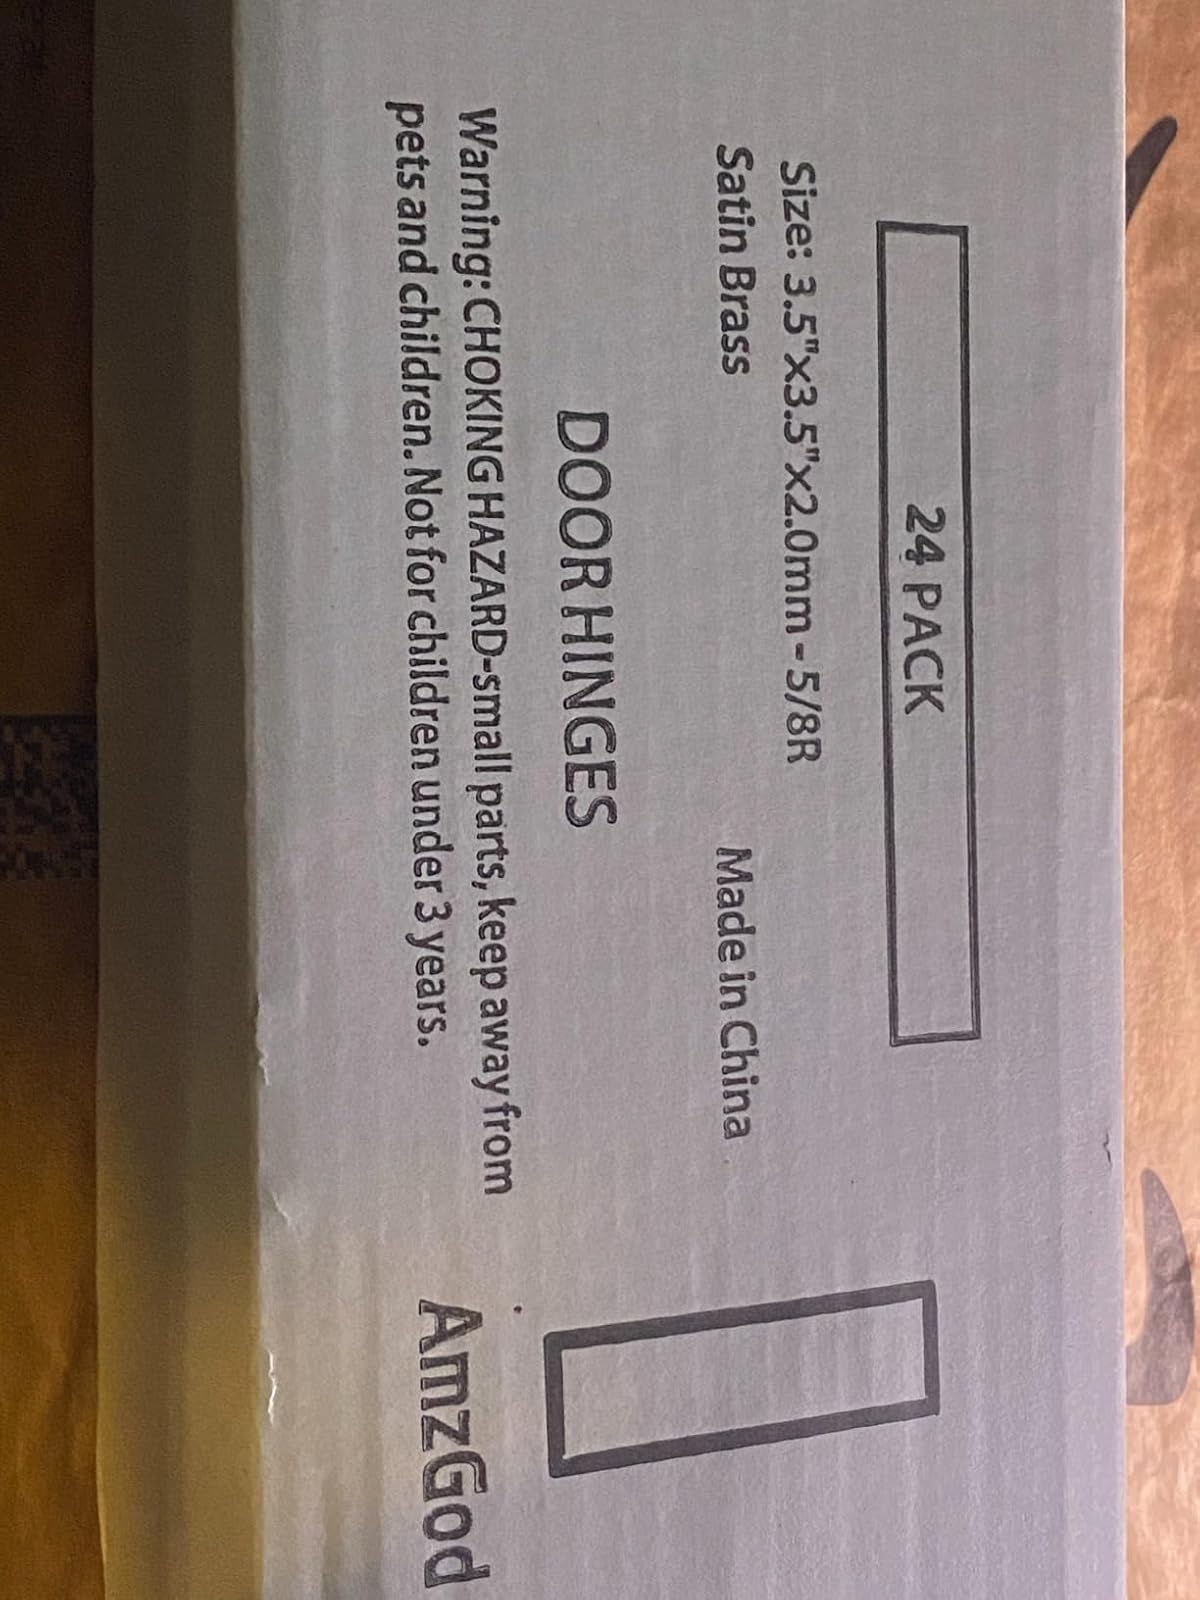 24 PACK
Size: 3.5"x3.5"x2.0mm - 5/8R
Satin Brass
Made in China
DOOR HINGES
Warning: CHOKING HAZARD-small parts, keep away from
pets and children. Not for children under 3 years.
AmzGod